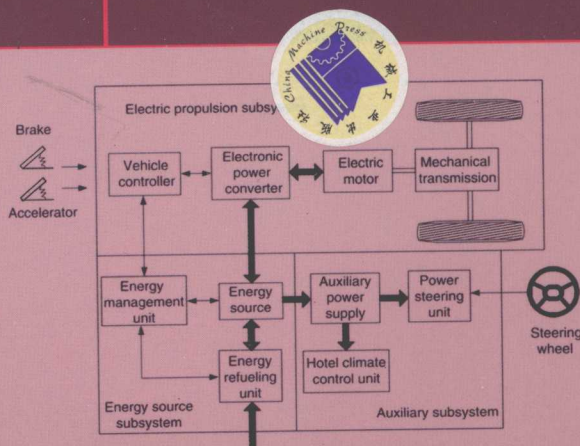 China Machine Press
机械工业出版社
Electric propulsion subsy
Brake
Accelerator
Vehicle
controller
Electronic
power
converter
Electric
motor
Mechanical
transmission
Energy
management
unit
Energy
source
Auxiliary
power
supply
Power
steering
unit
Steering
wheel
Energy
refueling
unit
Hotel climate
control unit
Energy source
subsystem
Auxiliary subsystem